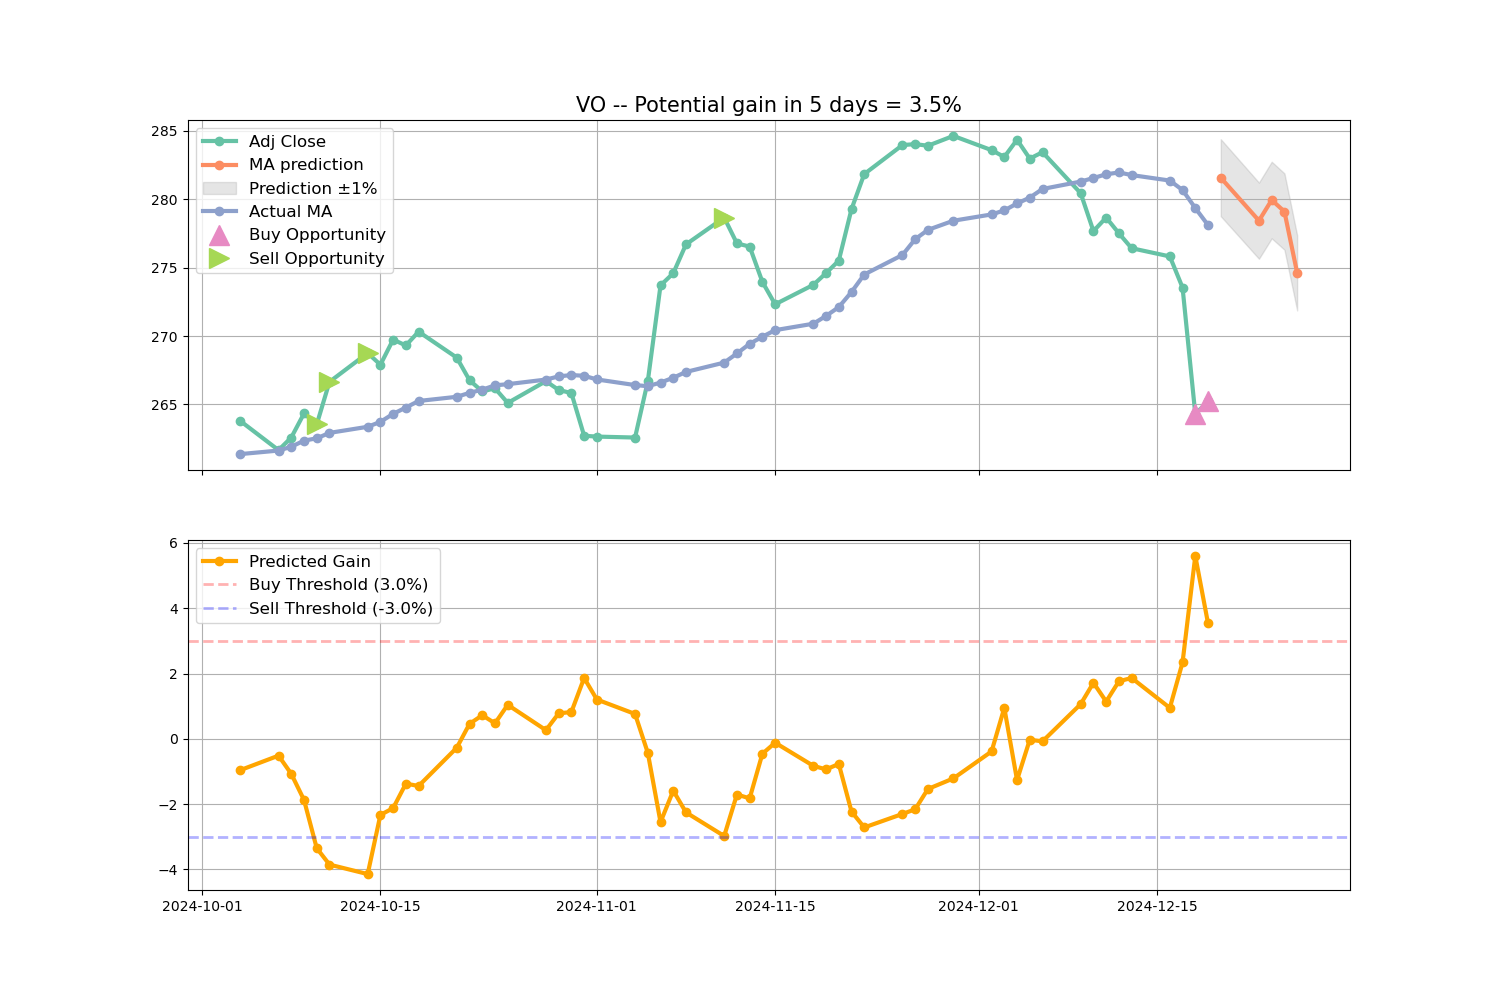 VO -- Potential gain in 5 days = 3.5%
285
280
275
270
265
Adj Close
MA prediction
Prediction ±1%
Actual MA
Buy Opportunity
Sell Opportunity
6
4
2
0
−2
−4
Predicted Gain
Buy Threshold (3.0%)
Sell Threshold (-3.0%)
2024-10-01
2024-10-15
2024-11-01
2024-11-15
2024-12-01
2024-12-15